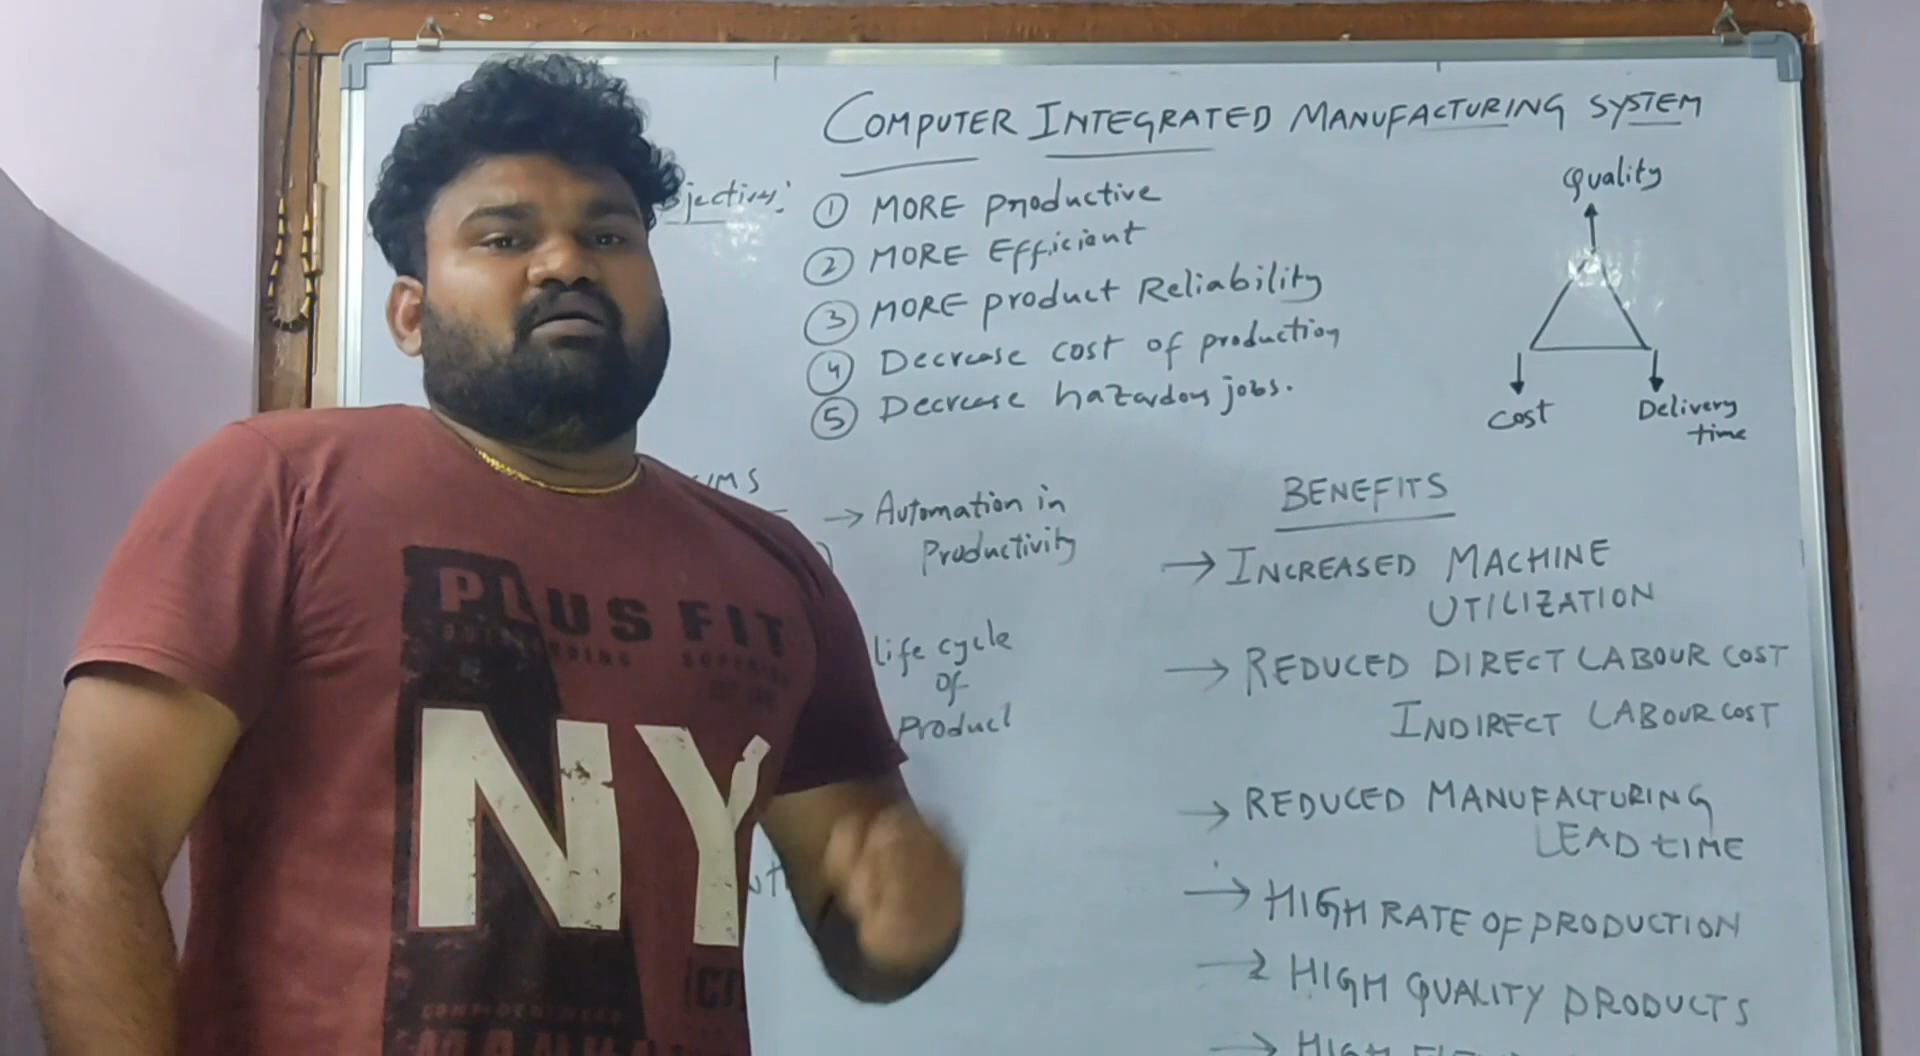 COMPUTER INTEGRATED MANUFACTURING SYSTEM
① MORE productive
② MORE Efficient
③ MORE product Reliability
④ Decrease cost of production
⑤ Decrease hazardous jobs.
Quality
Cost
Delivery
time
→ Automation in
Productivity
life cycle
of
Product
BENEFITS
→ INCREASED MACHINE
UTILIZATION
→ REDUCED DIRECT LABOUR COST
INDIRECT LABOUR COST
→ REDUCED MANUFACTURING
LEAD TIME
→ HIGH RATE OF PRODUCTION
→ HIGH QUALITY PRODUCTS
→ HIGH
PLUS FIT
NY